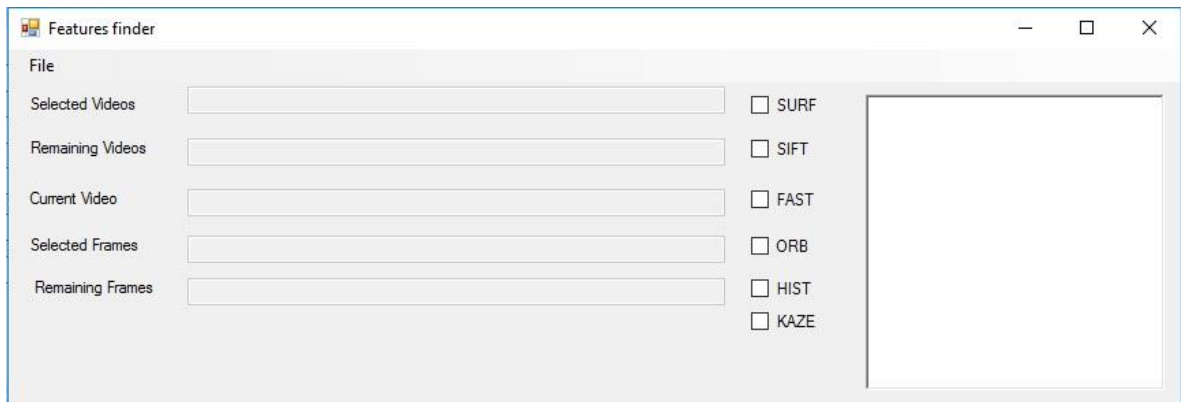 Features finder
File
Selected Videos
SURF
Remaining Videos
SIFT
Current Video
FAST
Selected Frames
ORB
Remaining Frames
HIST
KAZE